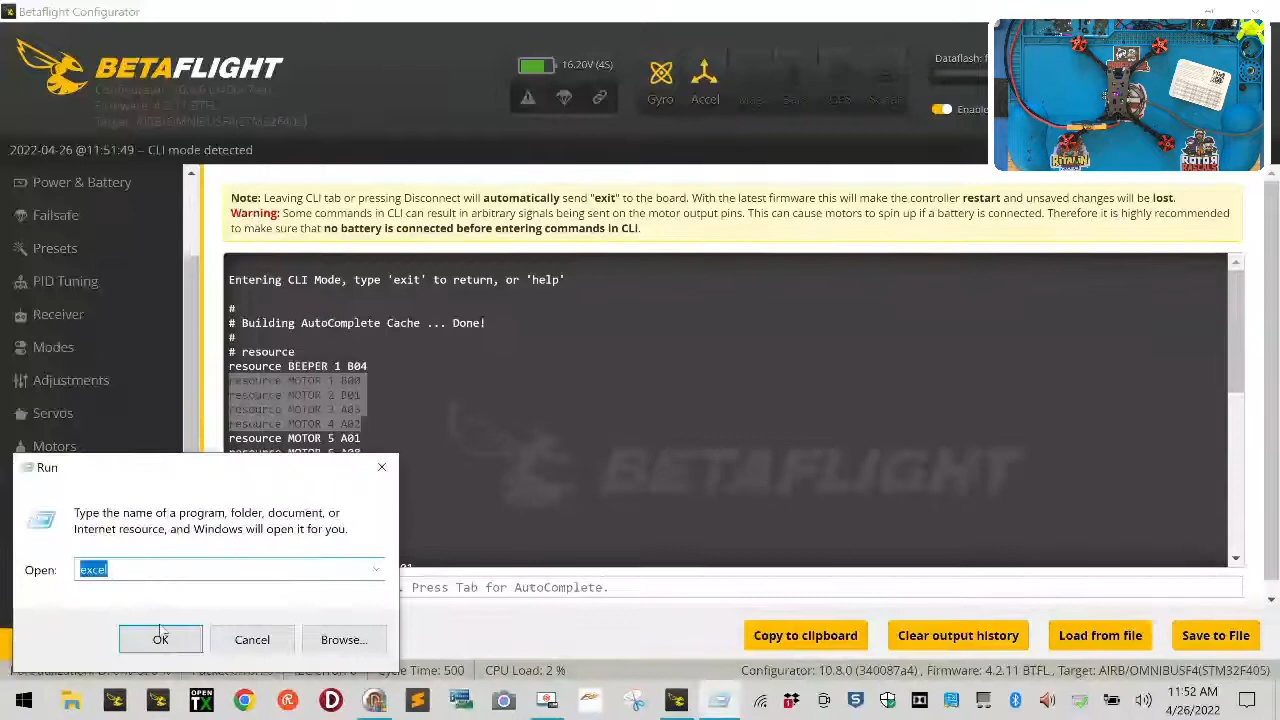 Betaflight Configurator
BETAFLIGHT
16.20V (4S)
Gyro
Accel
Dataflash: f
Enable
2022-04-26 @11:51:49 – CLI mode detected
Power & Battery
Failsafe
Presets
PID Tuning
Receiver
Modes
Adjustments
Servos
Motors
Note: Leaving CLI tab or pressing Disconnect will automatically send "exit" to the board. With the latest firmware this will make the controller restart and unsaved changes will be lost.
Warning: Some commands in CLI can result in arbitrary signals being sent on the motor output pins. This can cause motors to spin up if a battery is connected. Therefore it is highly recommended
to make sure that no battery is connected before entering commands in CLI.
Entering CLI Mode, type 'exit' to return, or 'help'
#
# Building AutoComplete Cache ... Done!
#
# resource
resource BEEPER 1 B04
resource MOTOR 1 B00
resource MOTOR 2 B01
resource MOTOR 3 A03
resource MOTOR 4 A02
resource MOTOR 5 A01
BETAFLIGHT
. Press Tab for AutoComplete.
Run
Type the name of a program, folder, document, or
Internet resource, and Windows will open it for you.
Open:
excel
OK
Cancel
Browse...
Copy to clipboard
Clear output history
Load from file
Save to File
le Time: 500
CPU Load: 2 %
Configurator: 10.8.0 (340087a4), Firmware: 4.2.11 BTFL, Target: AIRB/OMNIBUSF4(STM32F405)
OPEN
TX
11:52 AM
4/26/2022
RITALIN
ROTOR
RASCALS